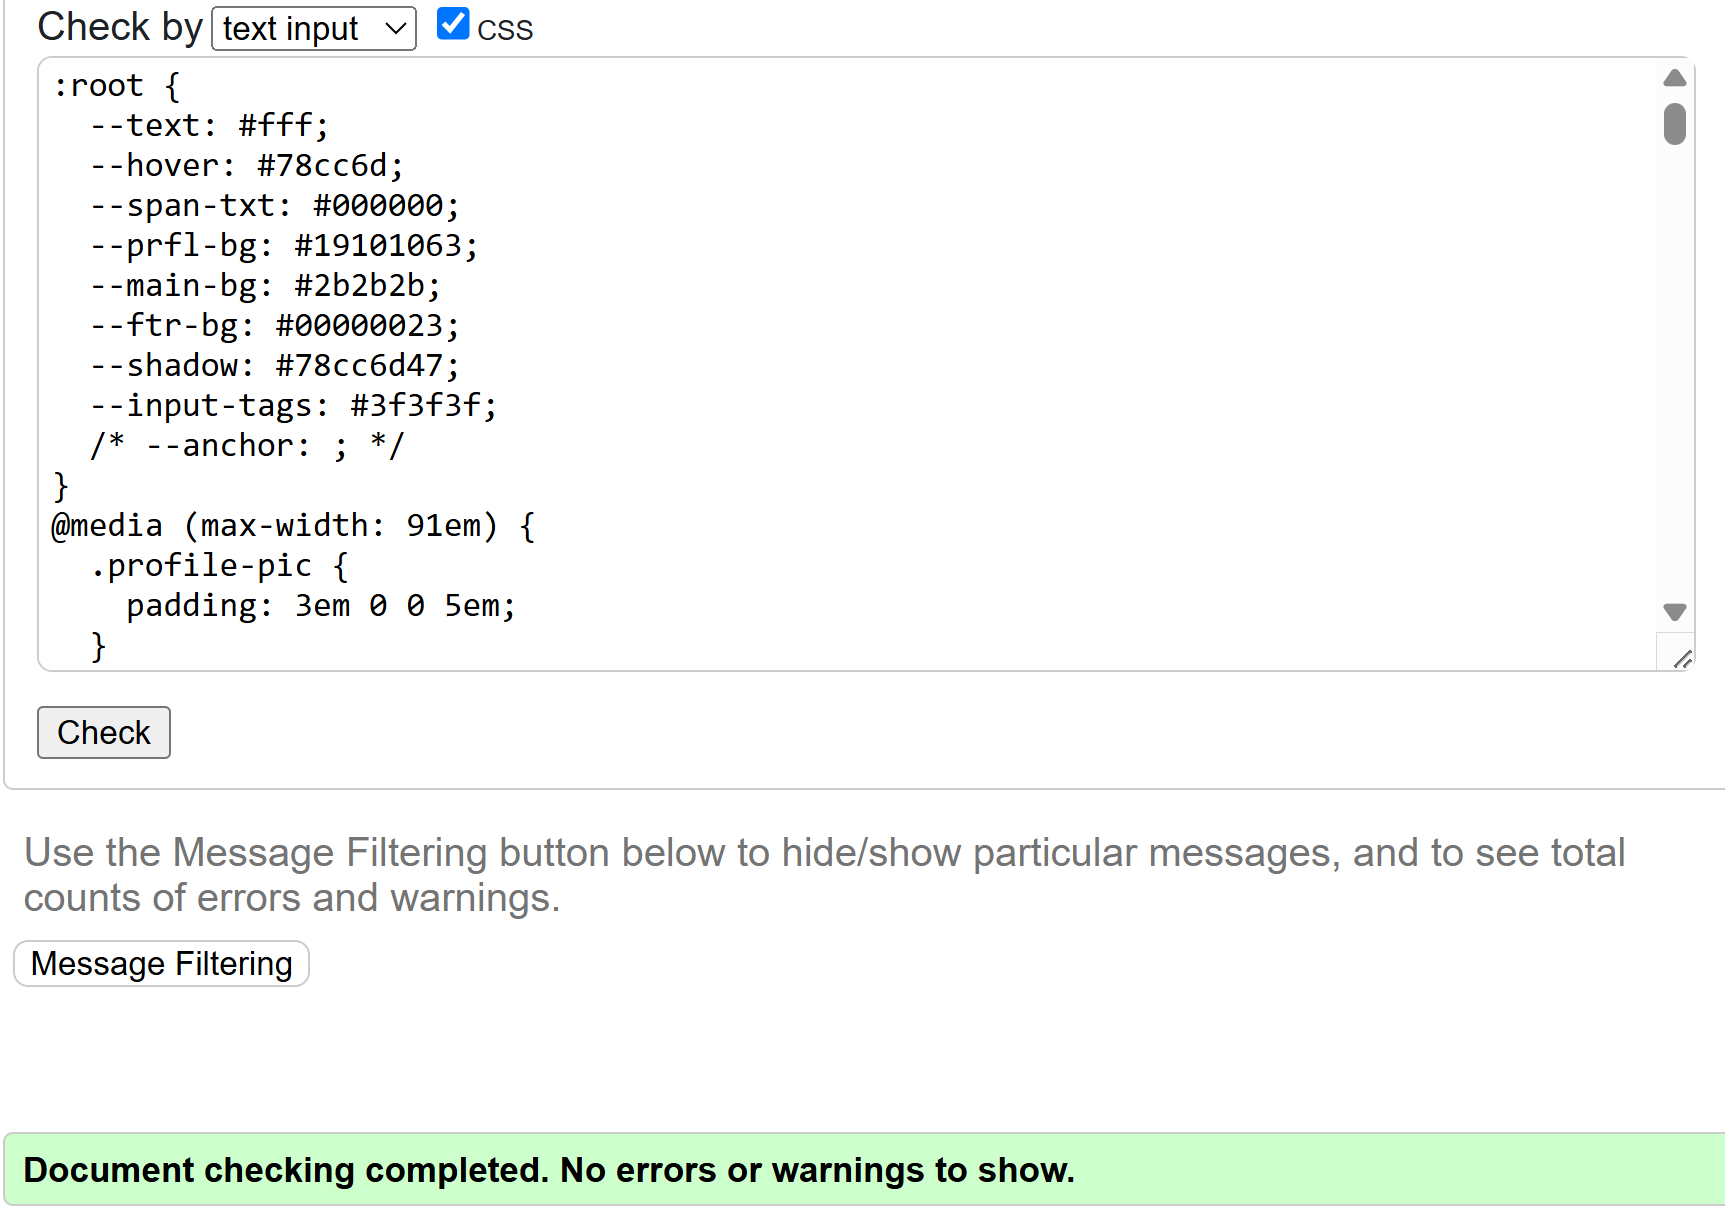 Check by text input CSS
:root {
  --text: #fff;
  --hover: #78cc6d;
  --span-txt: #000000;
  --prfl-bg: #19101063;
  --main-bg: #2b2b2b;
  --ftr-bg: #00000023;
  --shadow: #78cc6d47;
  --input-tags: #3f3f3f;
  /* --anchor: ; */
}
@media (max-width: 91em) {
  .profile-pic {
    padding: 3em 0 0 5em;
  }
Check
Use the Message Filtering button below to hide/show particular messages, and to see total
counts of errors and warnings.
Message Filtering
Document checking completed. No errors or warnings to show.